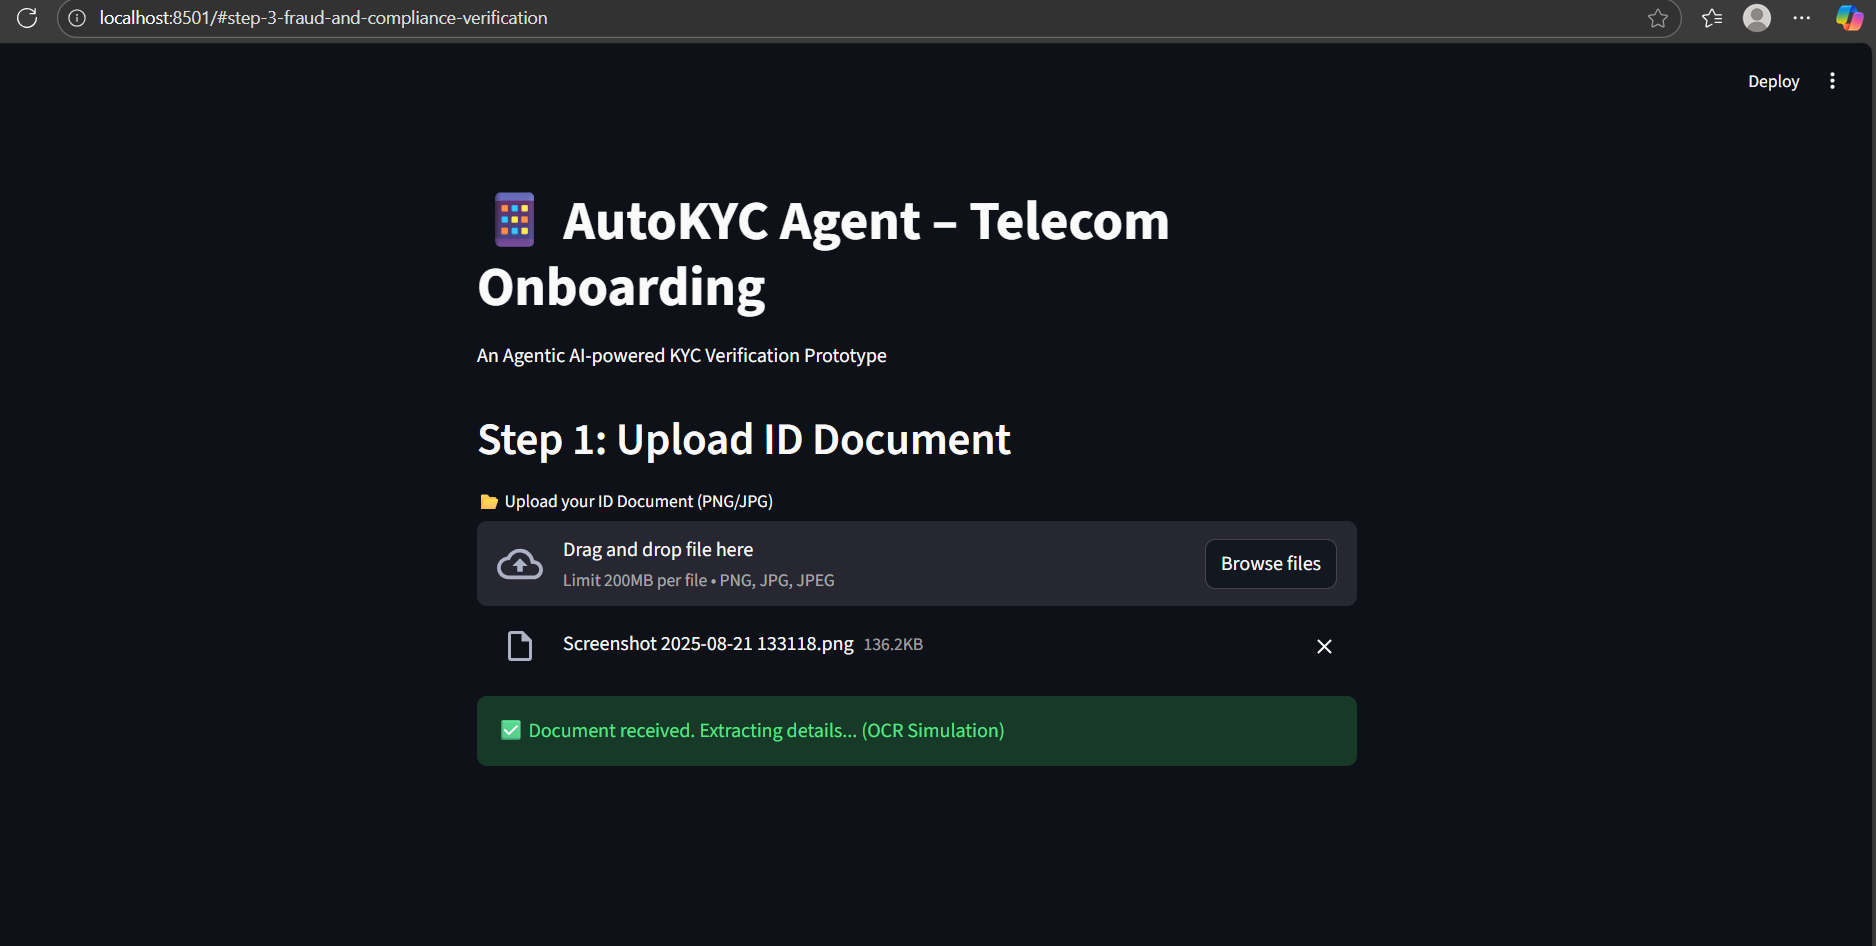 localhost:8501/#step-3-fraud-and-compliance-verification
Deploy
AutoKYC Agent – Telecom
Onboarding
An Agentic AI-powered KYC Verification Prototype
Step 1: Upload ID Document
Upload your ID Document (PNG/JPG)
Drag and drop file here
Limit 200MB per file • PNG, JPG, JPEG
Browse files
Screenshot 2025-08-21 133118.png 136.2KB
Document received. Extracting details... (OCR Simulation)